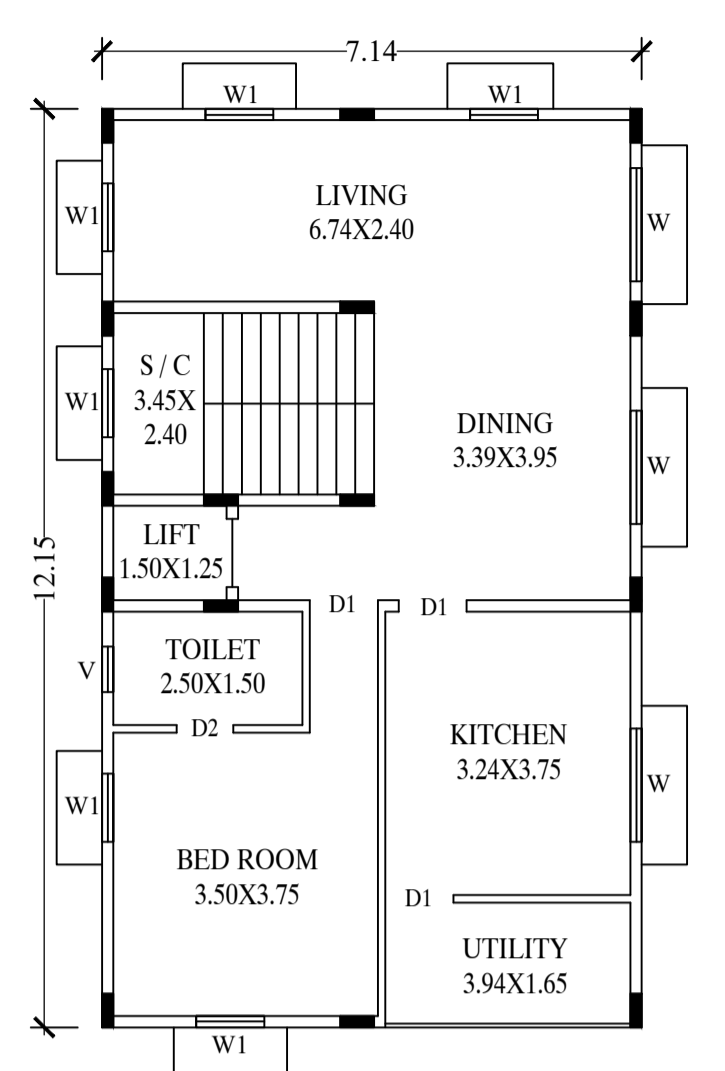 7.14
W1
W1
LIVING
6.74X2.40
W1
W
S / C
3.45X
2.40
W1
DINING
3.39X3.95
W
LIFT
1.50X1.25
12.15
D1
D1
TOILET
2.50X1.50
V
D2
KITCHEN
3.24X3.75
W
W1
BED ROOM
3.50X3.75
D1
UTILITY
3.94X1.65
W1